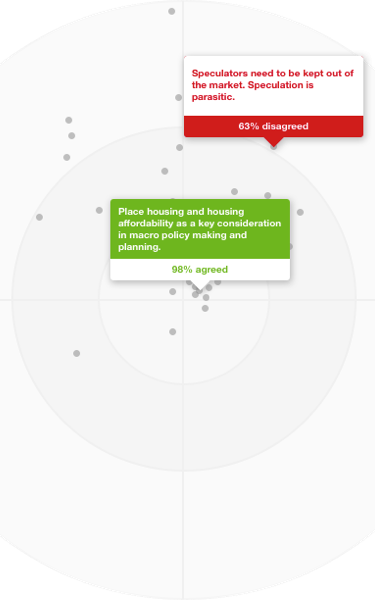 Speculators need to be kept out of
the market. Speculation is
parasitic.
63% disagreed
Place housing and housing
affordability as a key consideration
in macro policy making and
planning.
98% agreed